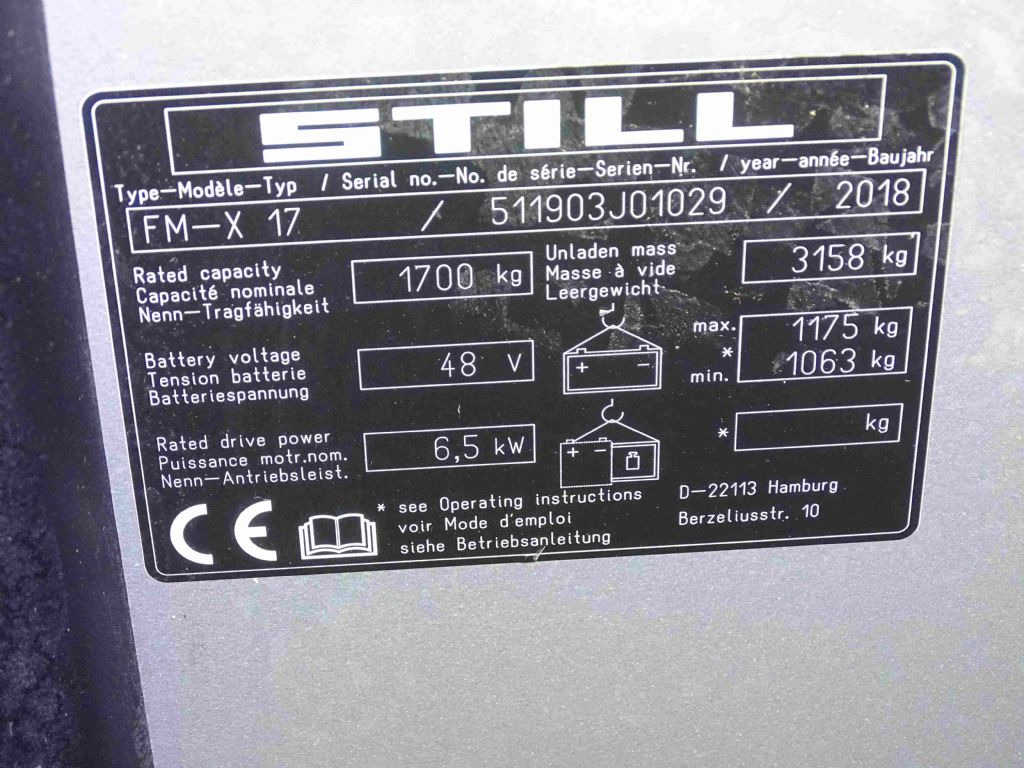 STILL
Type—Modèle—Typ / Serial no.—No. de série—Serien—Nr. / year—année—Baujahr
FM—X 17 / 511903J01029 / 2018
Rated capacity
Capacité nominale
Nenn—Tragfähigkeit
1700 kg
Unladen mass
Masse à vide
Leergewicht
3158 kg
Battery voltage
Tension batterie
Batteriespannung
48 V
+ −
max. 1175 kg
*
min. 1063 kg
Rated drive power
Puissance motr.nom.
Nenn—Antriebsleist.
6,5 kW
+ −
* kg
CE
* see Operating instructions
voir Mode d'emploi
siehe Betriebsanleitung
D—22113 Hamburg
Berzeliusstr. 10